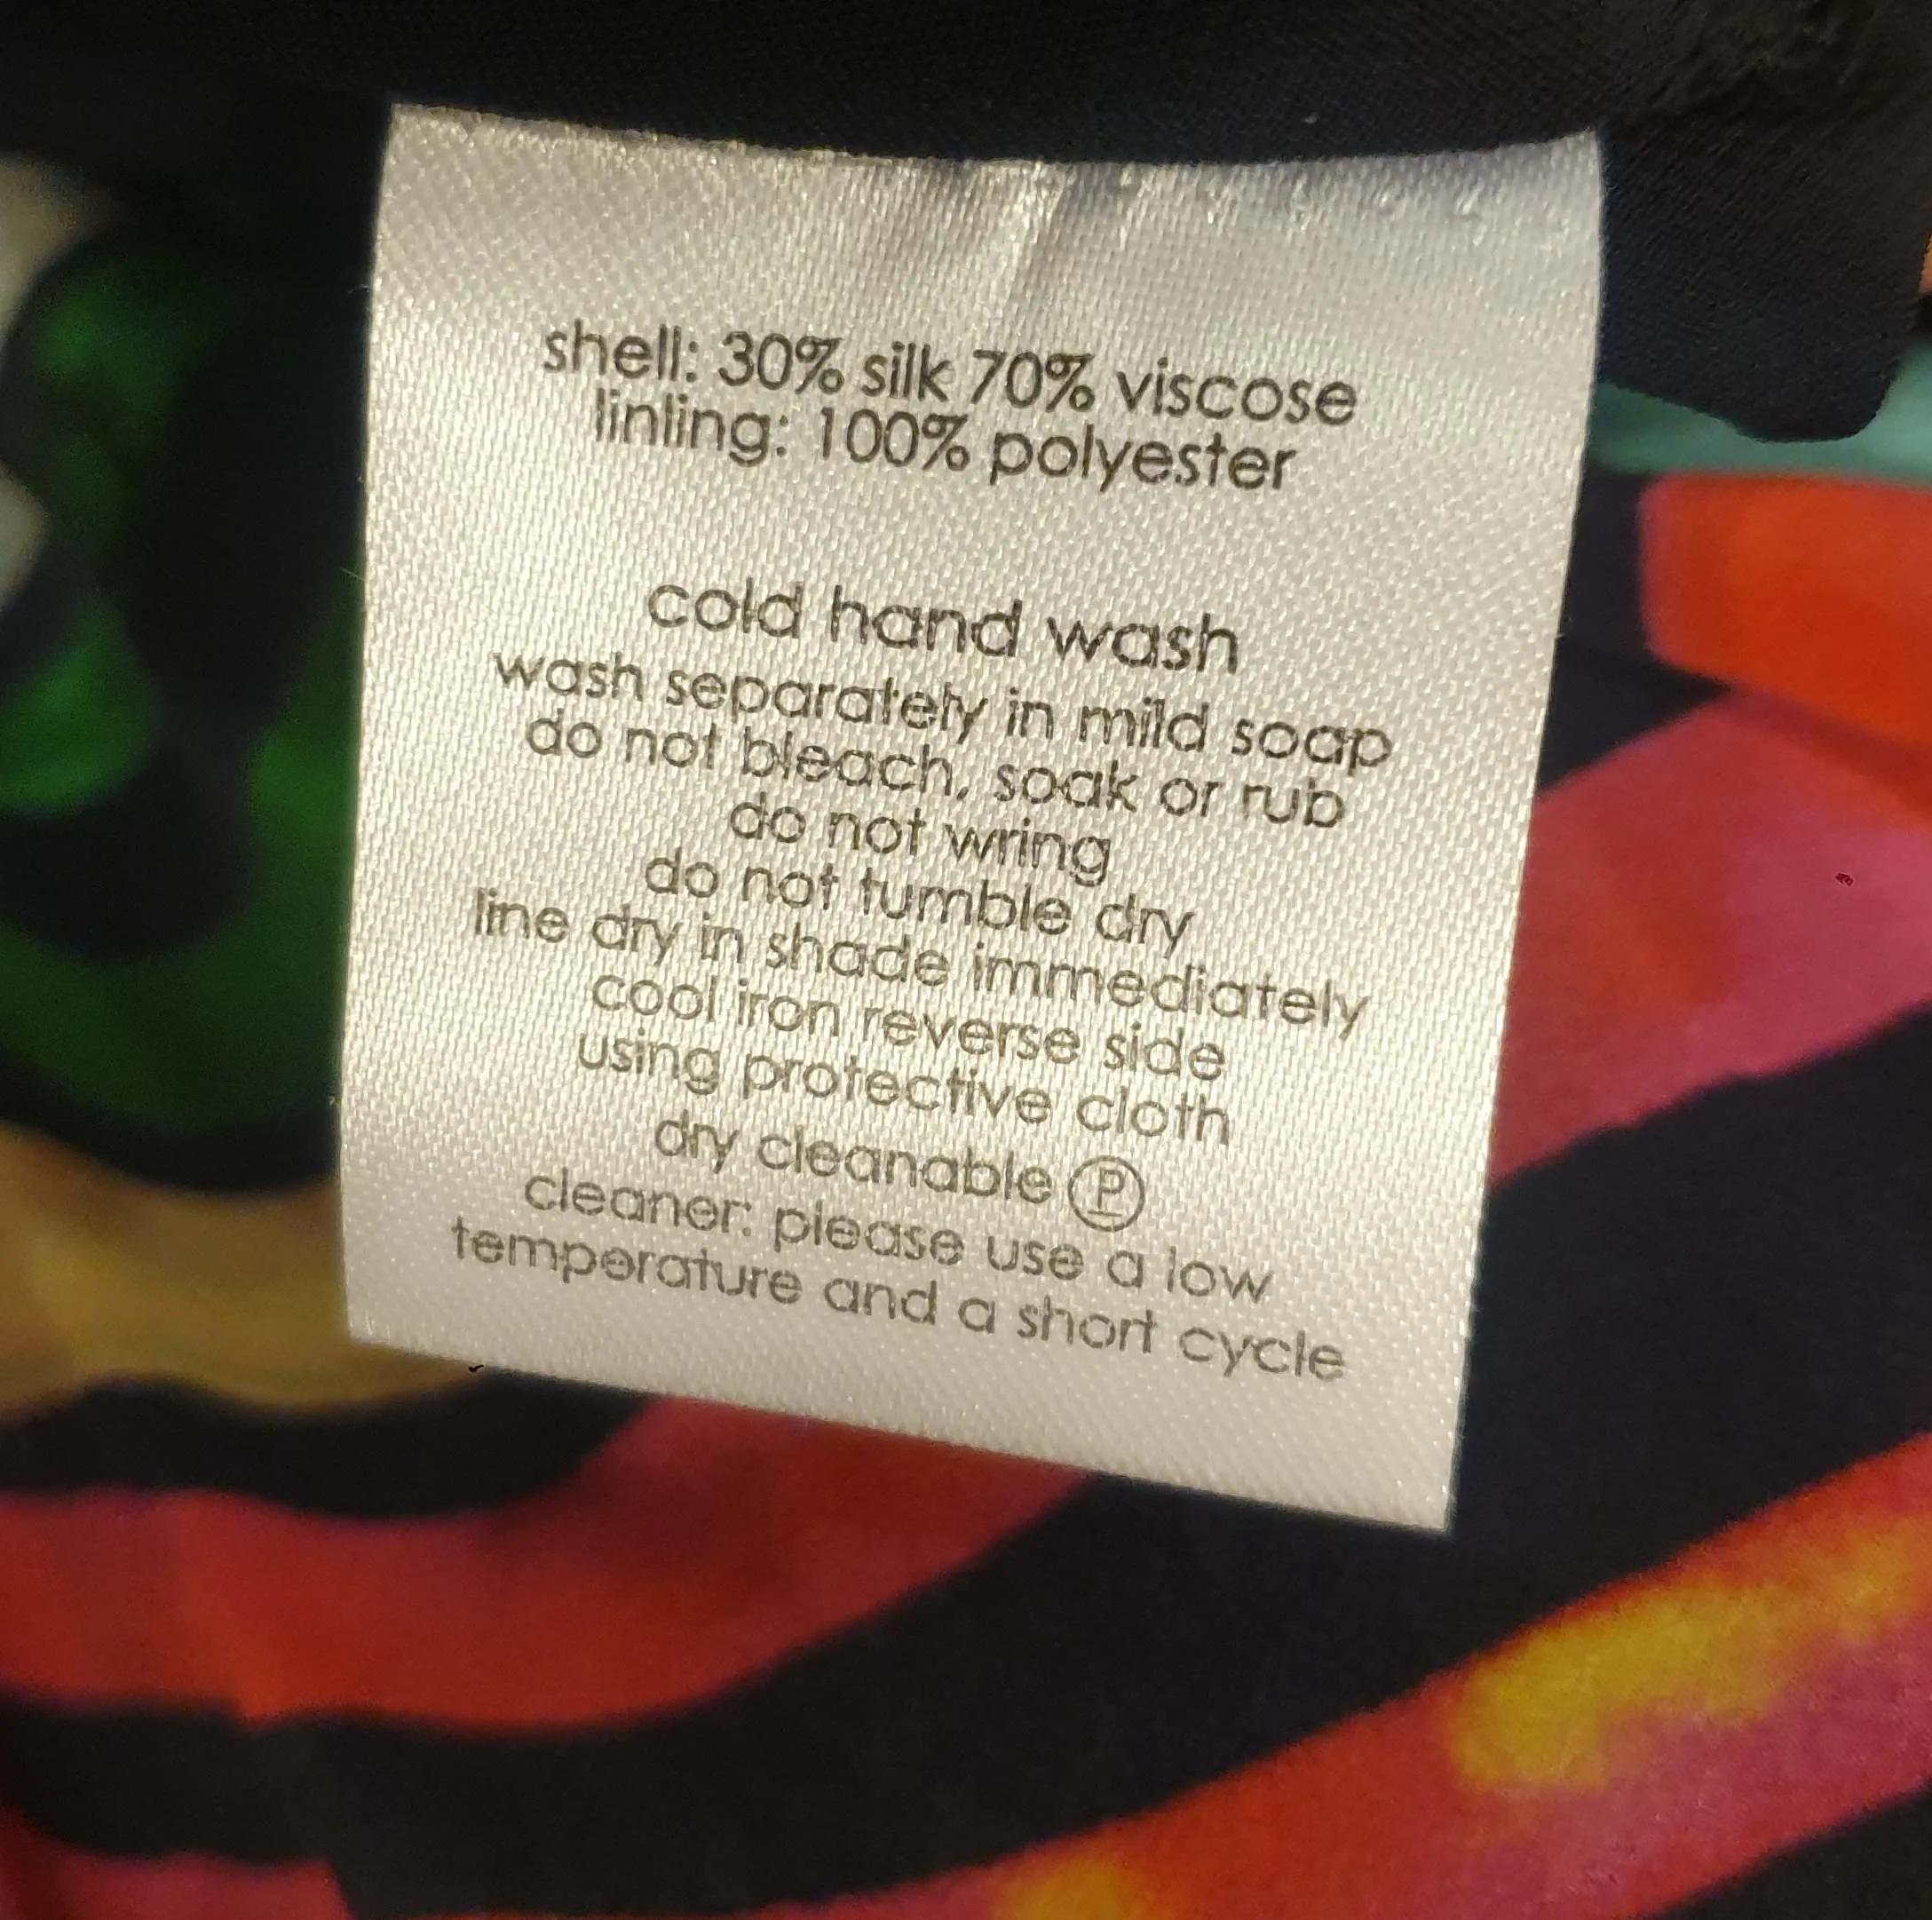 shell: 30% silk 70% viscose
linling: 100% polyester
cold hand wash
wash separately in mild soap
do not bleach, soak or rub
do not wring
do not tumble dry
line dry in shade immediately
cool iron reverse side
using protective cloth
dry cleanable P
cleaner: please use a low
temperature and a short cycle